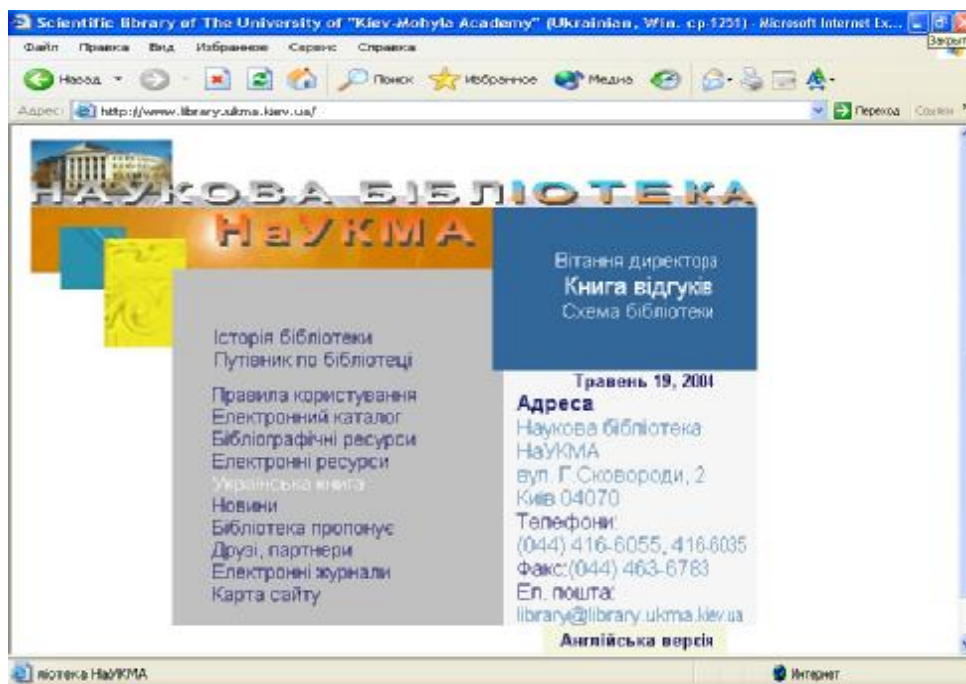 Scientific library of The University of "Kiev-Mohyla Academy" (Ukrainian, Win. cp-1251) - Microsoft Internet Ex...
Файл Правка Вид Избранное Сервис Справка
Закрыт
Назад Поиск Избранное Медиа
Адрес: http://www.library.ukma.kiev.ua/ Переход Ссылки »
НАУКОВА БІБЛІОТЕКА
НаУКМА
Вітання директора
Книга відгуків
Схема бібліотеки
Історія бібліотеки
Путівник по бібліотеці
Правила користування
Електронний каталог
Бібліографічні ресурси
Електронні ресурси
Українська книга
Новини
Бібліотека пропонує
Друзі, партнери
Електронні журнали
Карта сайту
Травень 19, 2004
Адреса
Наукова бібліотека
НаУКМА
вул. Г.Сковороди, 2
Київ 04070
Телефони:
(044) 416-6055, 416-6035
Факс:(044) 463-6783
Ел. пошта:
library@library.ukma.kiev.ua
Англійська версія
ліотека НаУКМА
Интернет